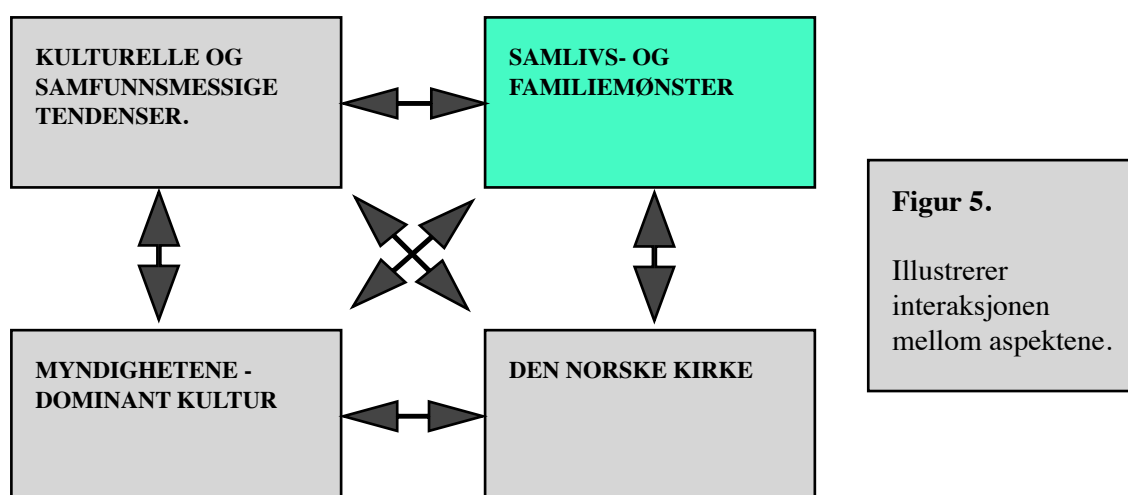 KULTURELLE OG
SAMFUNNSMESSIGE
TENDENSER.
SAMLIVS- OG
FAMILIEMØNSTER
Figur 5.
Illustrerer
interaksjonen
mellom aspektene.
MYNDIGHETENE -
DOMINANT KULTUR
DEN NORSKE KIRKE